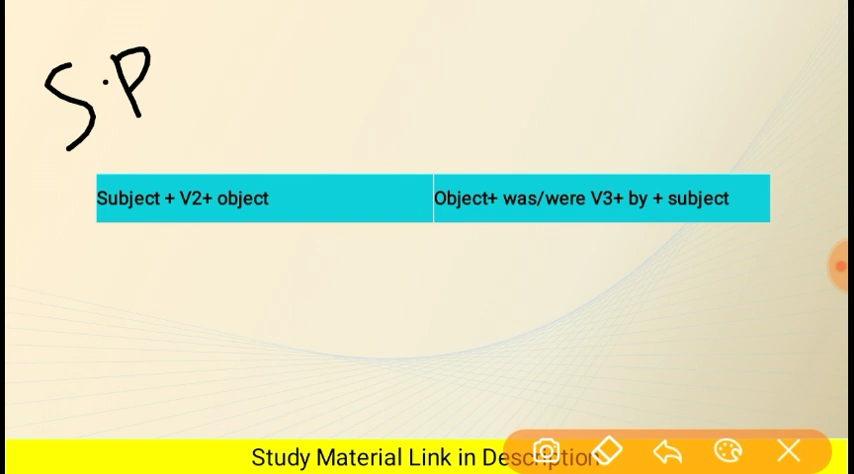 S.P
Subject + V2+ object
Object+ was/were V3+ by + subject
Study Material Link in Description